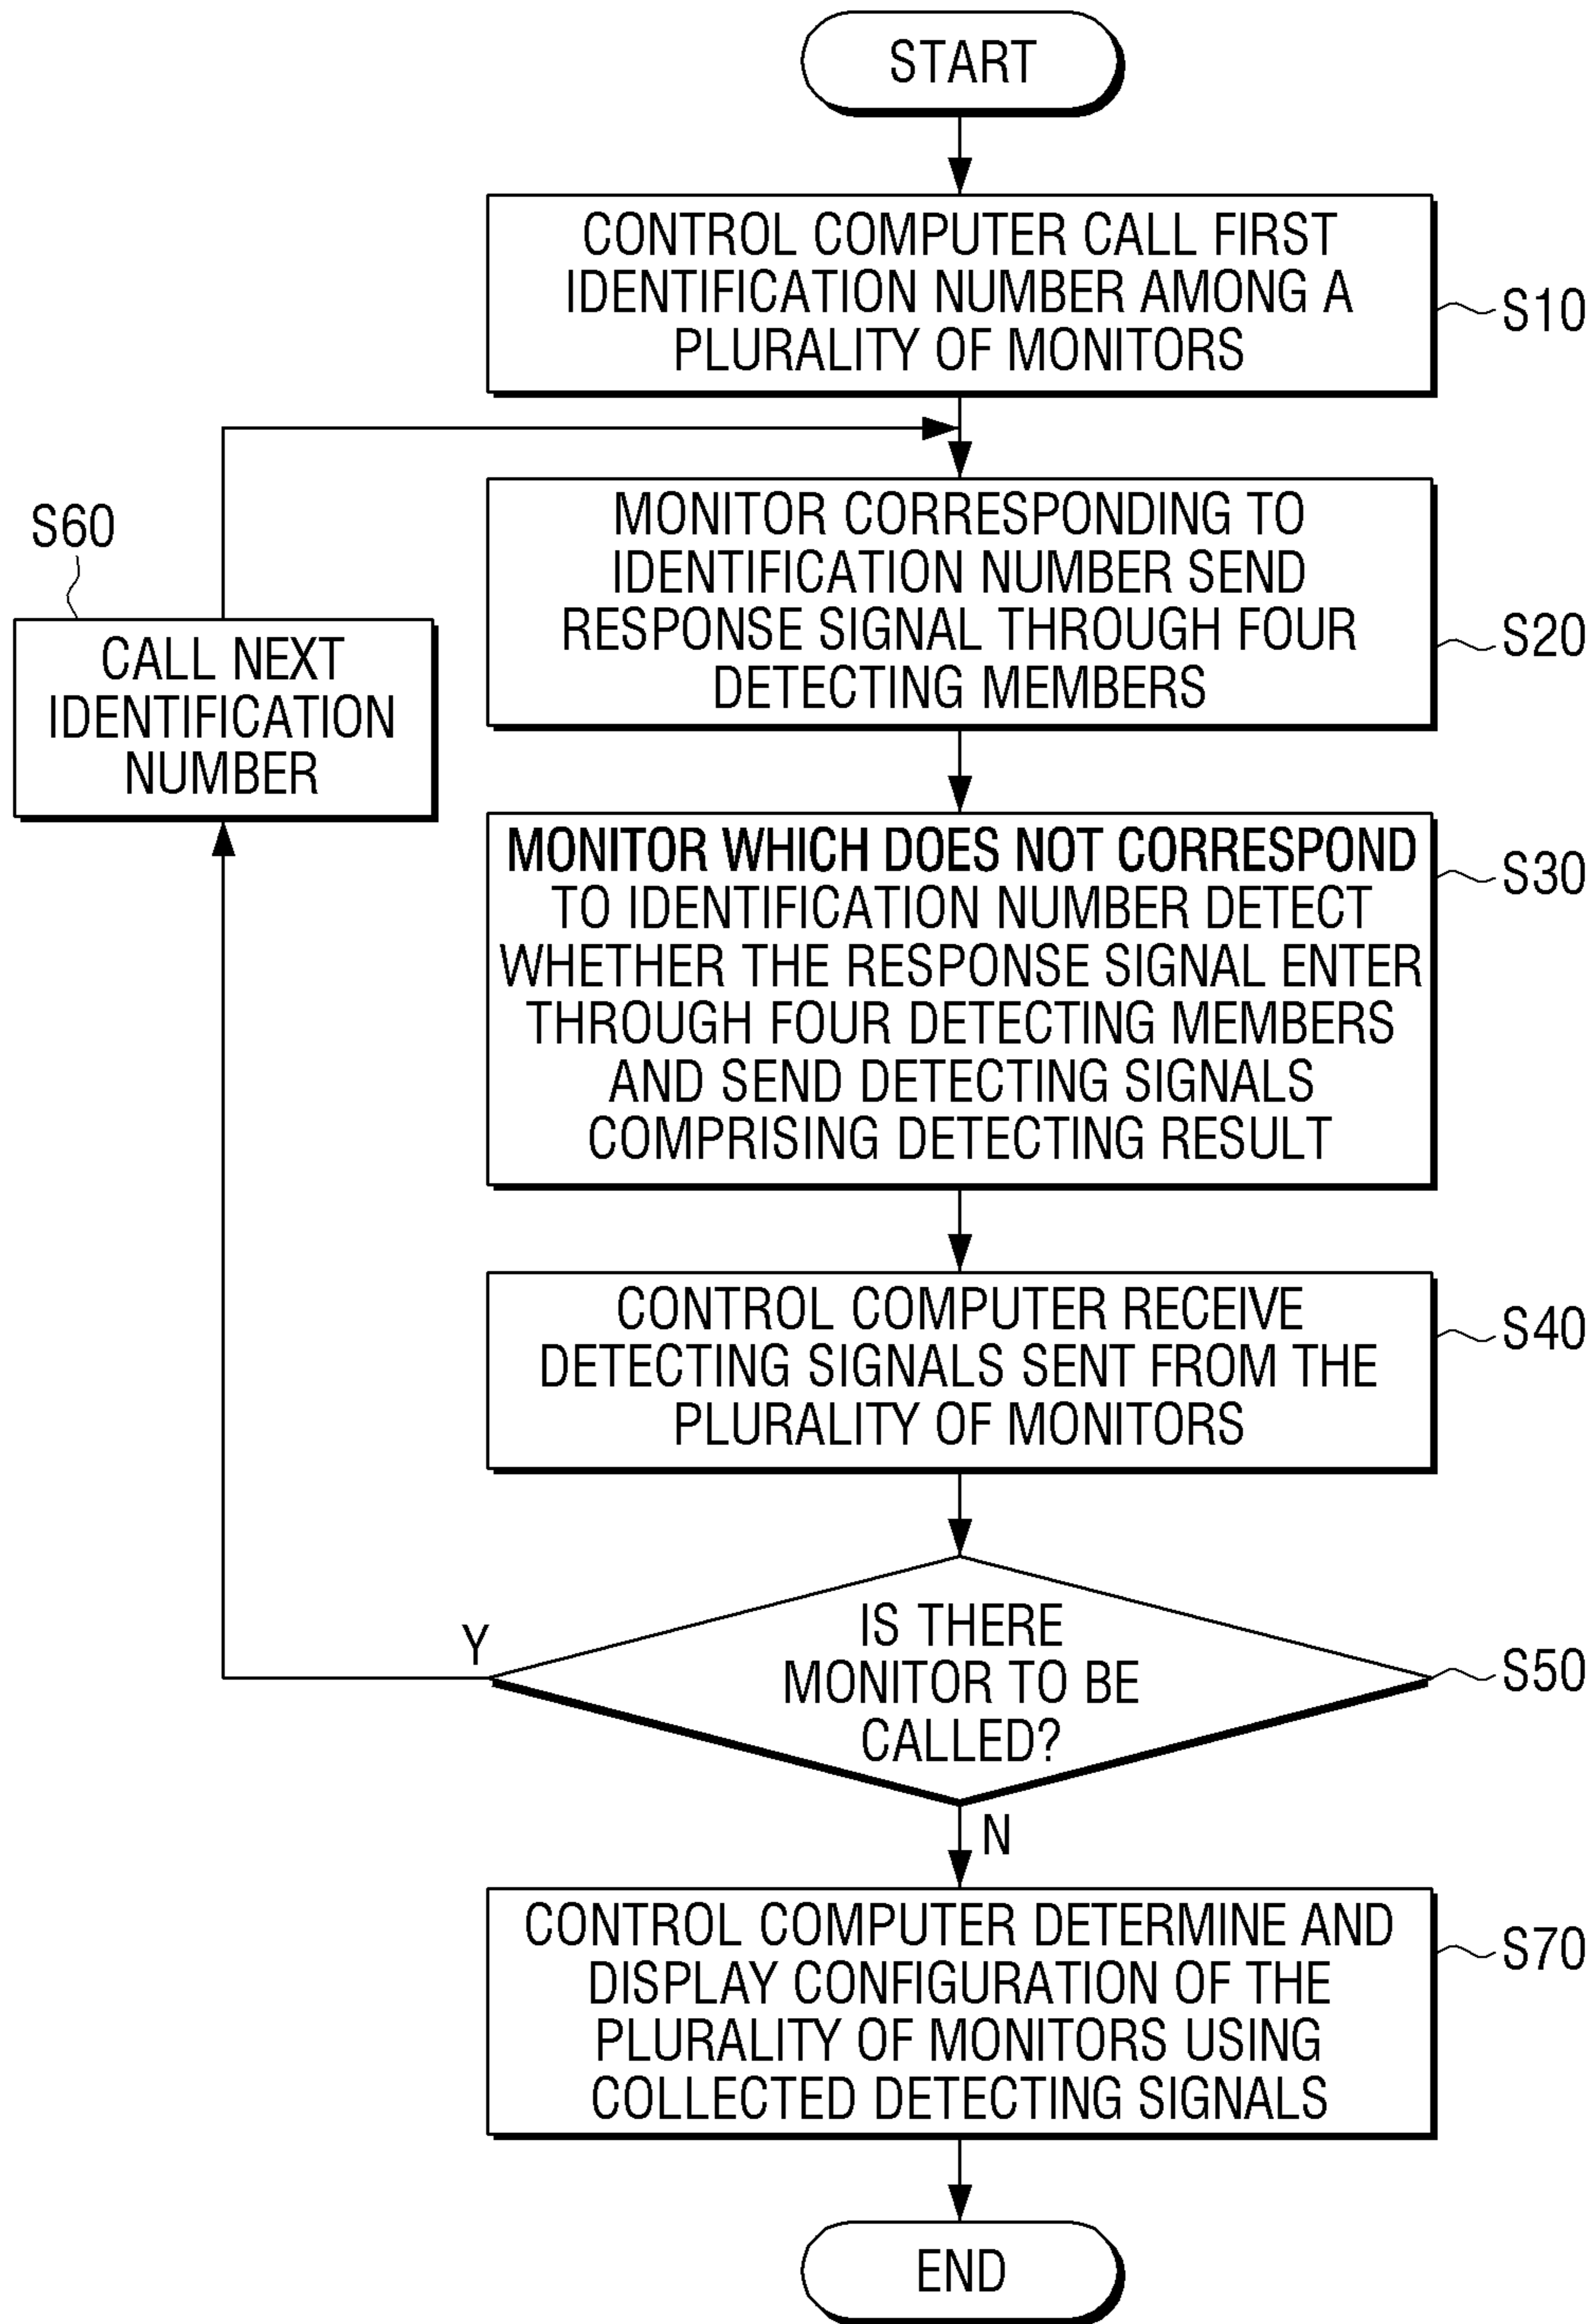 START
CONTROL COMPUTER CALL FIRST
IDENTIFICATION NUMBER AMONG A
PLURALITY OF MONITORS
S10
MONITOR CORRESPONDING TO
IDENTIFICATION NUMBER SEND
RESPONSE SIGNAL THROUGH FOUR
DETECTING MEMBERS
S20
S60
CALL NEXT
IDENTIFICATION
NUMBER
MONITOR WHICH DOES NOT CORRESPOND
TO IDENTIFICATION NUMBER DETECT
WHETHER THE RESPONSE SIGNAL ENTER
THROUGH FOUR DETECTING MEMBERS
AND SEND DETECTING SIGNALS
COMPRISING DETECTING RESULT
S30
CONTROL COMPUTER RECEIVE
DETECTING SIGNALS SENT FROM THE
PLURALITY OF MONITORS
S40
Y
IS THERE
MONITOR TO BE
CALLED?
S50
N
CONTROL COMPUTER DETERMINE AND
DISPLAY CONFIGURATION OF THE
PLURALITY OF MONITORS USING
COLLECTED DETECTING SIGNALS
S70
END